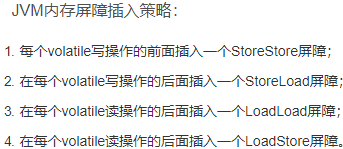 JVM内存屏障插入策略：
1. 每个volatile写操作的前面插入一个StoreStore屏障；
2. 在每个volatile写操作的后面插入一个StoreLoad屏障；
3. 在每个volatile读操作的后面插入一个LoadLoad屏障；
4. 在每个volatile读操作的后面插入一个LoadStore屏障。